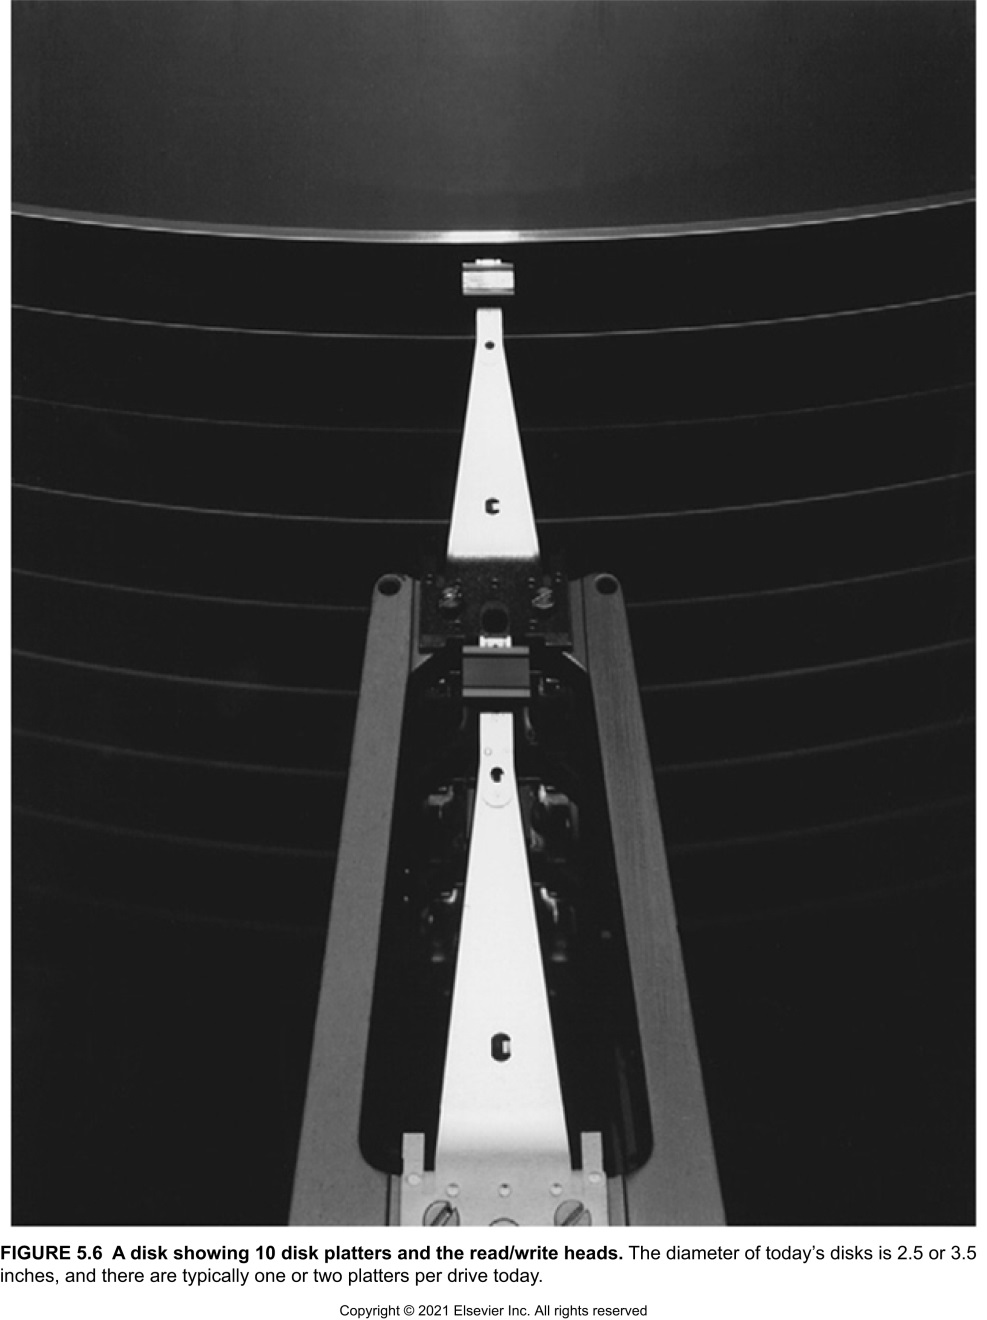 FIGURE 5.6 A disk showing 10 disk platters and the read/write heads. The diameter of today’s disks is 2.5 or 3.5
inches, and there are typically one or two platters per drive today.
Copyright © 2021 Elsevier Inc. All rights reserved